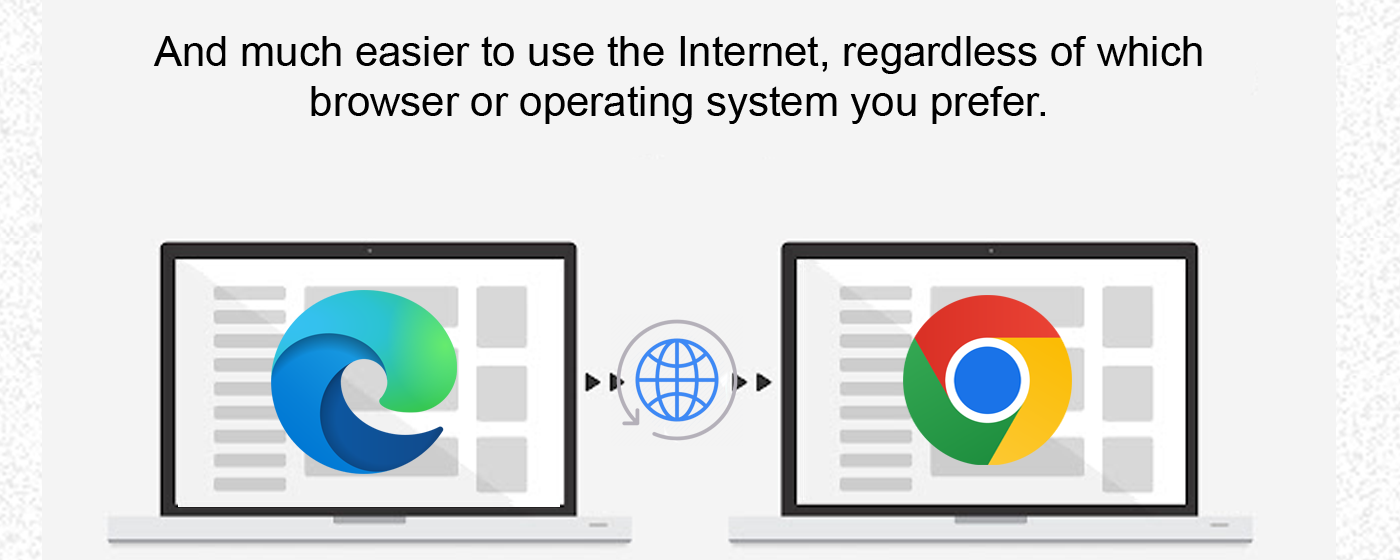 And much easier to use the Internet, regardless of which
browser or operating system you prefer.